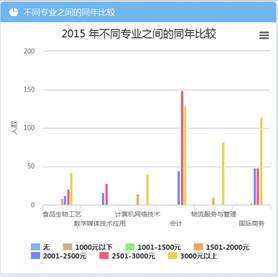 不同专业之间的同年比较
2015 年不同专业之间的同年比较
200
150
100
50
0
人数
食品生物工艺 计算机网络技术 物流服务与管理
数字媒体技术应用 会计 国际商务
无 1000元以下 1001-1500元 1501-2000元
2001-2500元 2501-3000元 3000元以上